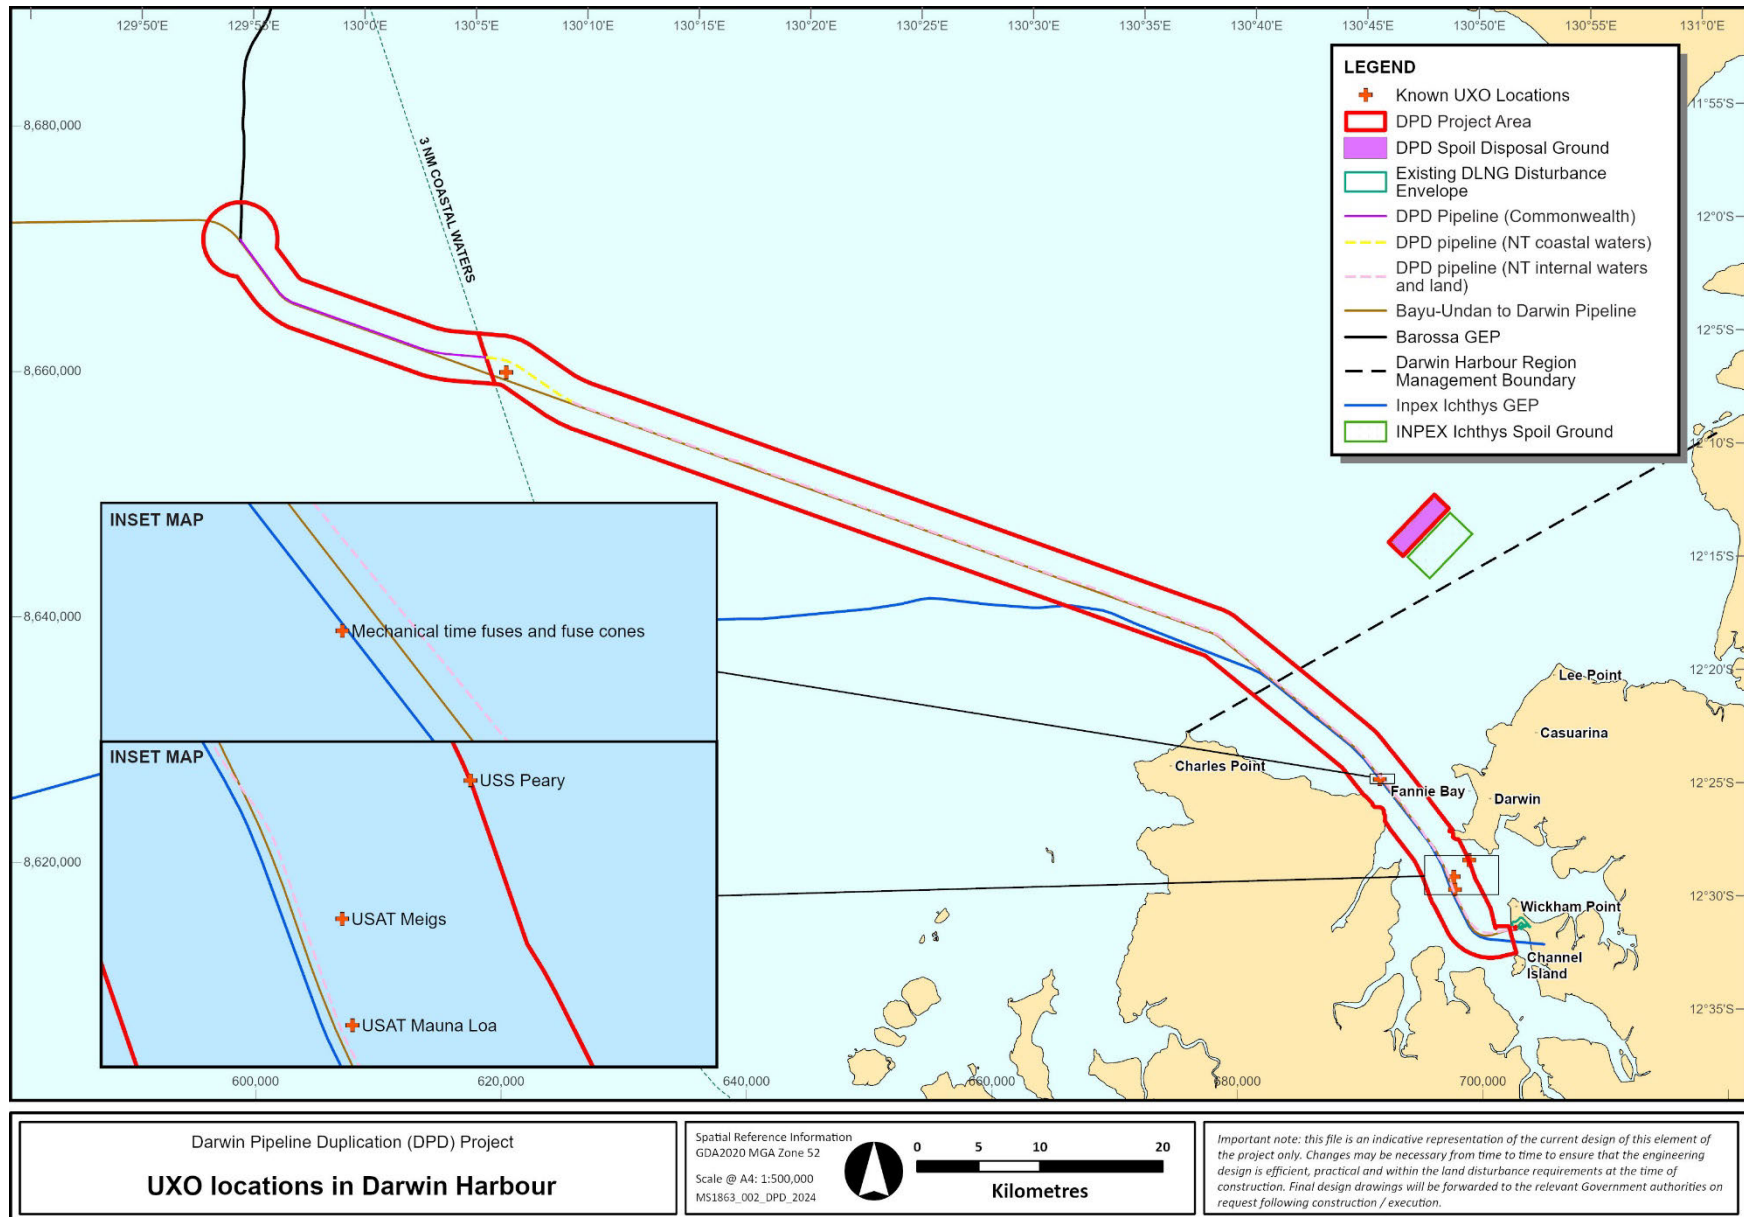 129°50'E
129°55'E
130°0'E
130°5'E
130°10'E
130°20'E
130°25'E
130°30'E
130°35'E
130°40'E
130°45'E
130°50'E
130°55'E
131°0'E
LEGEND
Known UXO Locations
DPD Project Area
DPD Spoil Disposal Ground
Existing DLNG Disturbance
Envelope
DPD Pipeline (Commonwealth)
DPD pipeline (NT coastal waters)
DPD pipeline (NT internal waters
and land)
Bayu-Undan to Darwin Pipeline
Barossa GEP
Darwin Harbour Region
Management Boundary
Inpex Ichthys GEP
INPEX Ichthys Spoil Ground
11°55'S
12°0'S
12°5'S
12°10'S
12°15'S
12°20'S
12°25'S
12°30'S
12°35'S
8,680,000
8,660,000
8,640,000
8,620,000
3 NM COASTAL WATERS
INSET MAP
Mechanical time fuses and fuse cones
INSET MAP
USS Peary
USAT Meigs
USAT Mauna Loa
Lee Point
Casuarina
Charles Point
Fannie Bay
Darwin
Wickham Point
Channel
Island
600,000
620,000
640,000
660,000
680,000
700,000
Darwin Pipeline Duplication (DPD) Project
UXO locations in Darwin Harbour
Spatial Reference Information
GDA2020 MGA Zone 52
Scale @ A4: 1:500,000
MS1863_002_DPD_2024
0 5 10 20
Kilometres
Important note: this file is an indicative representation of the current design of this element of
the project only. Changes may be necessary from time to time to ensure that the engineering
design is efficient, practical and within the land disturbance requirements at the time of
construction. Final design drawings will be forwarded to the relevant Government authorities on
request following construction / execution.